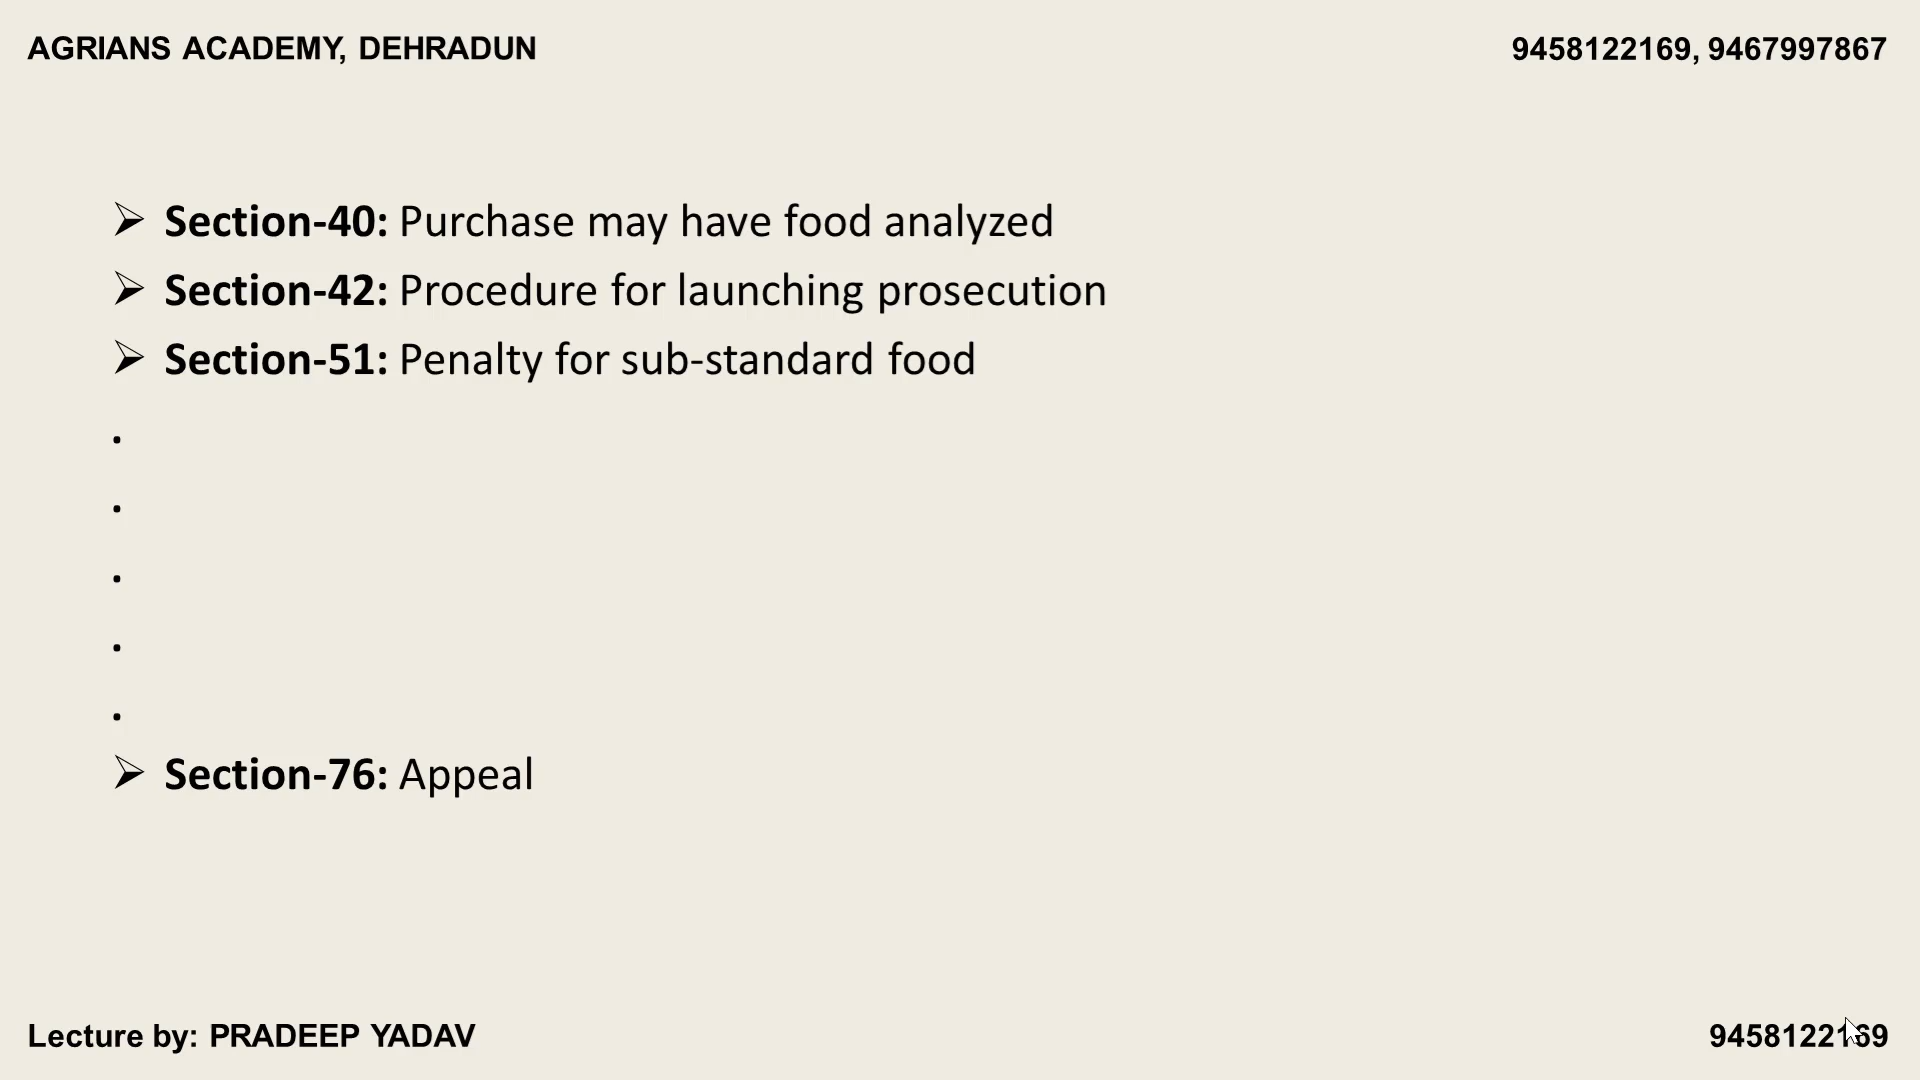 AGRIANS ACADEMY, DEHRADUN
9458122169, 9467997867
➢ Section-40: Purchase may have food analyzed
➢ Section-42: Procedure for launching prosecution
➢ Section-51: Penalty for sub-standard food
.
.
.
.
.
➢ Section-76: Appeal
Lecture by: PRADEEP YADAV
9458122169